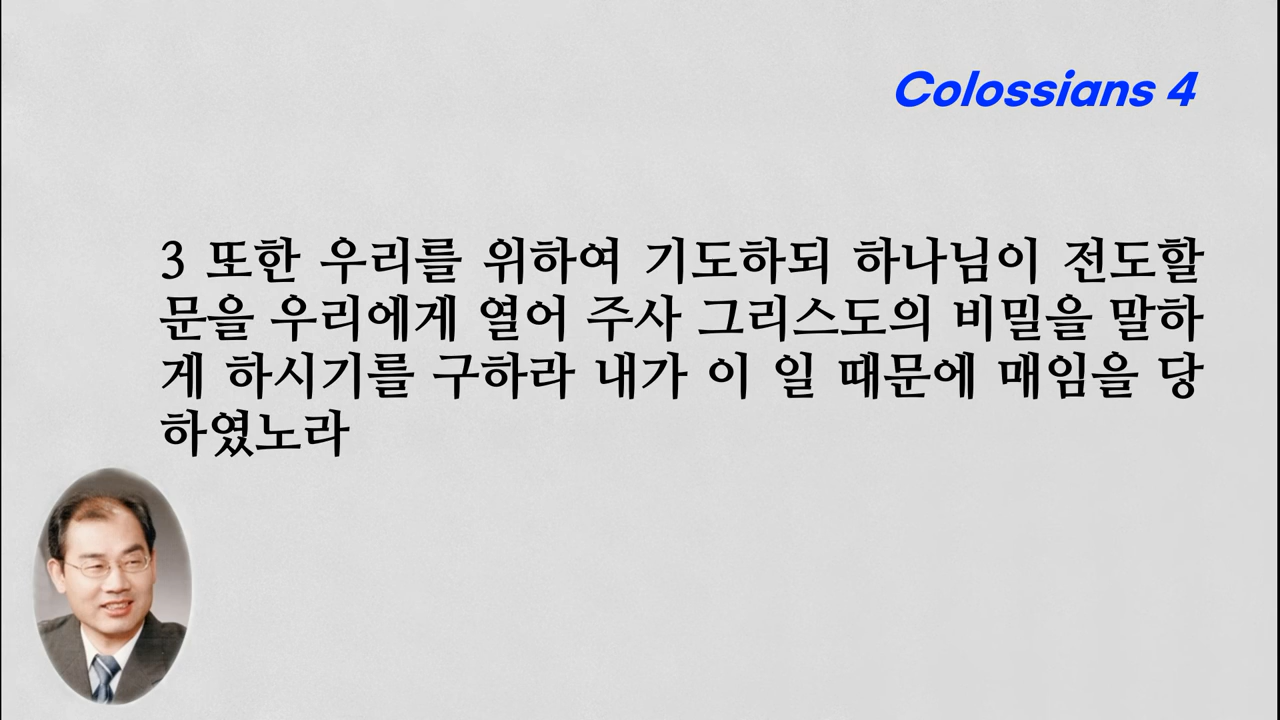 Colossians 4
3 또한 우리를 위하여 기도하되 하나님이 전도할
문을 우리에게 열어 주사 그리스도의 비밀을 말하
게 하시기를 구하라 내가 이 일 때문에 매임을 당
하였노라